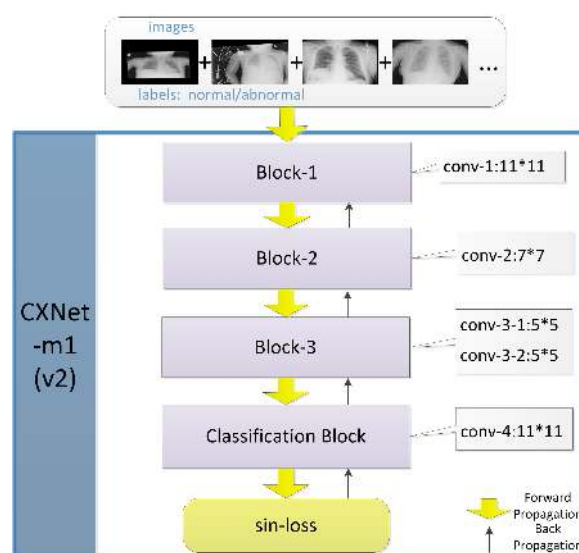 images
+ + + + ...
labels: normal/abnormal
CXNet
-m1
(v2)
Block-1
conv-1:11*11
Block-2
conv-2:7*7
Block-3
conv-3-1:5*5
conv-3-2:5*5
Classification Block
conv-4:11*11
sin-loss
Forward
Propagation
Back
Propagation